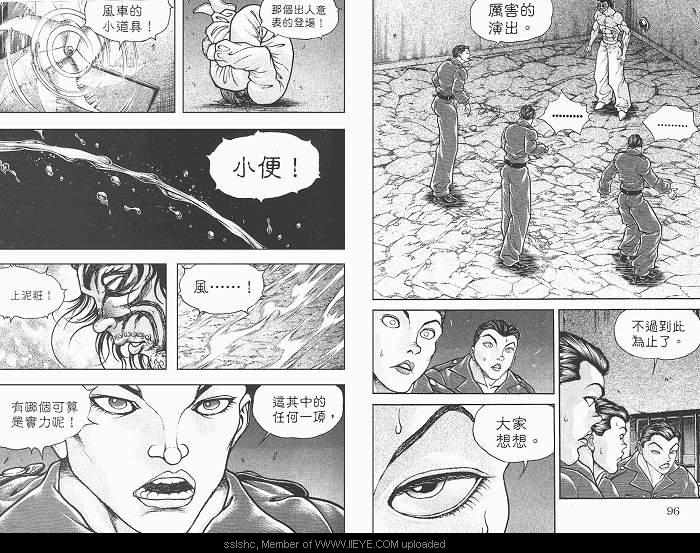 厲害的
演出。
………
………
不過到此
為止了。
大家
想想。
96
那個出人意
表的登場！
風車的
小道具！
小便！
風……！
上泥粧！
這其中的
任何一項，
有哪個可算
是實力呢！
sslshc, Member of WWW.IIEYE.COM uploaded